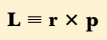 L ≡ r × p